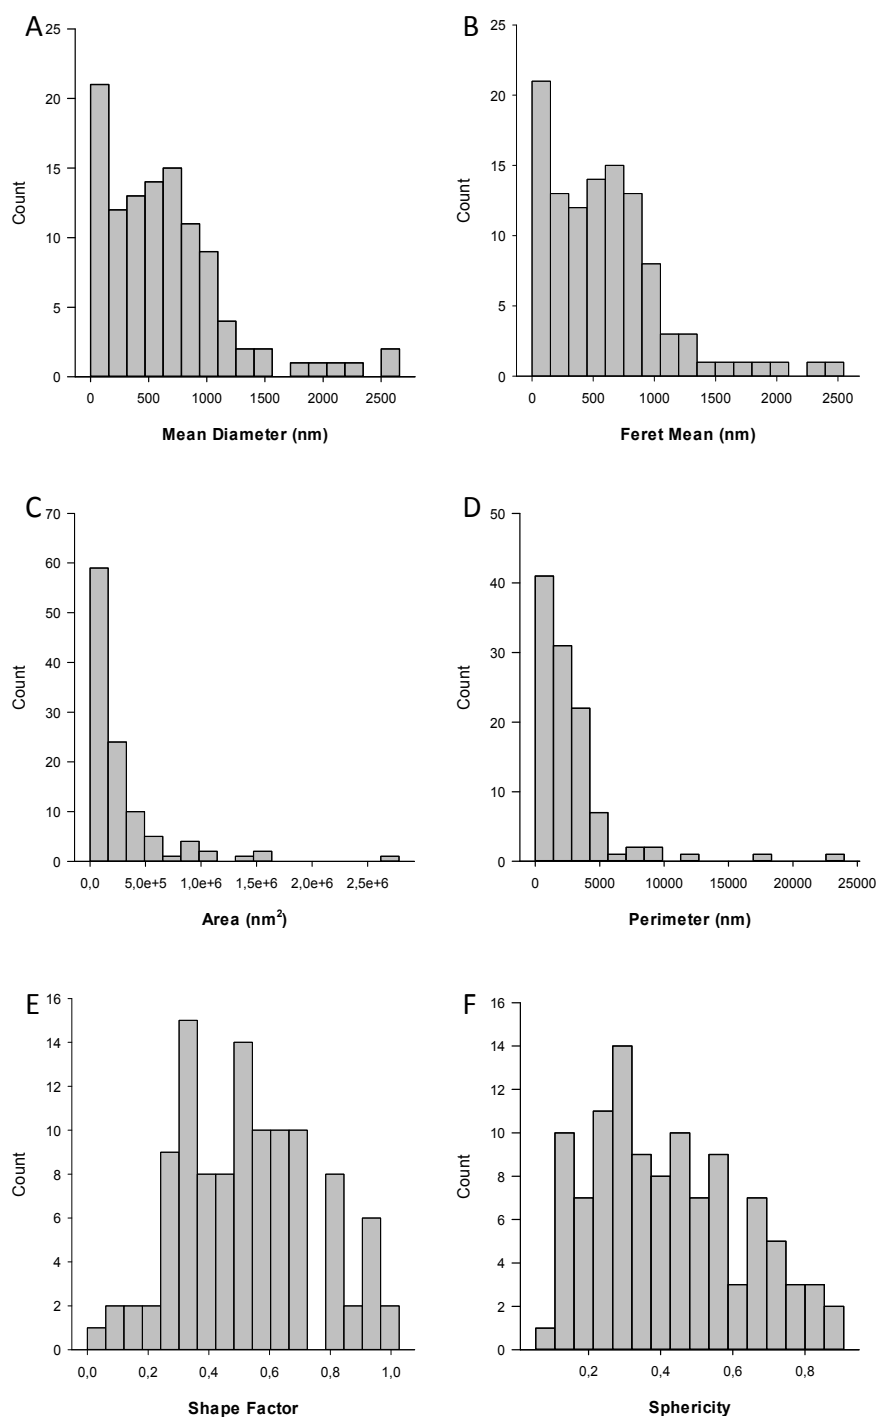 A
25
20
15
10
5
0
Count
0 500 1000 1500 2000 2500
Mean Diameter (nm)
B
25
20
15
10
5
0
Count
0 500 1000 1500 2000 2500
Feret Mean (nm)
C
70
60
50
40
30
20
10
0
Count
0,0 5,0e+5 1,0e+6 1,5e+6 2,0e+6 2,5e+6
Area (nm²)
D
50
40
30
20
10
0
Count
0 5000 10000 15000 20000 25000
Perimeter (nm)
E
16
14
12
10
8
6
4
2
0
Count
0,0 0,2 0,4 0,6 0,8 1,0
Shape Factor
F
16
14
12
10
8
6
4
2
0
Count
0,2 0,4 0,6 0,8
Sphericity